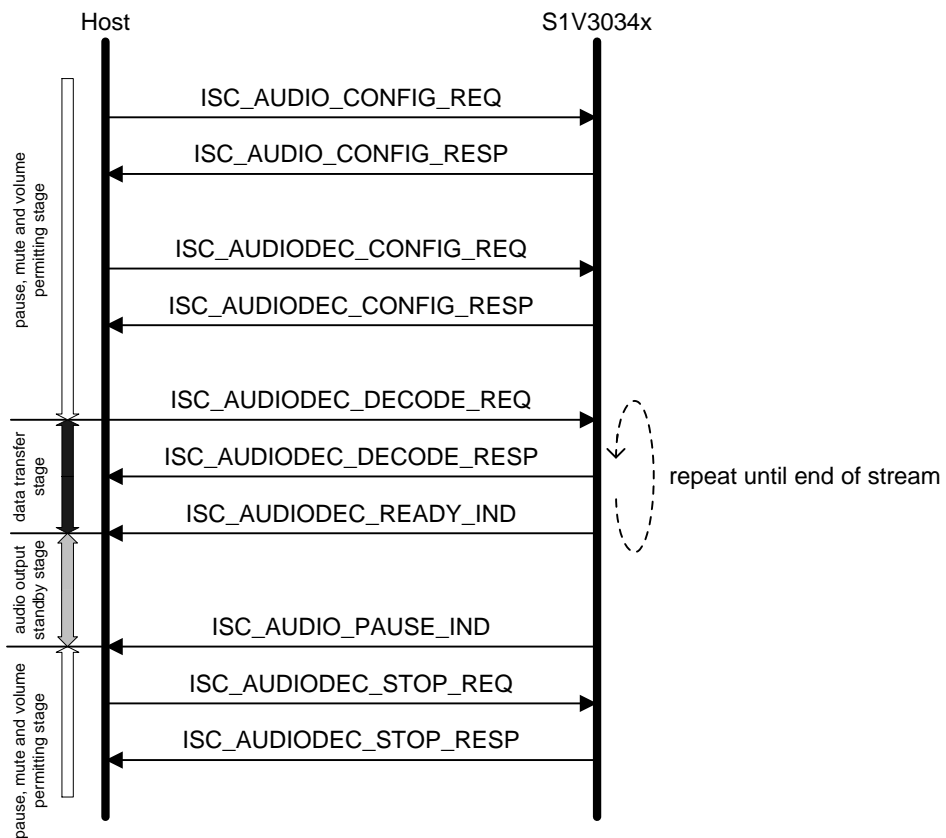 Host
S1V3034x
ISC_AUDIO_CONFIG_REQ
ISC_AUDIO_CONFIG_RESP
pause, mute and volume
permitting stage
ISC_AUDIODEC_CONFIG_REQ
ISC_AUDIODEC_CONFIG_RESP
ISC_AUDIODEC_DECODE_REQ
data transfer
stage
ISC_AUDIODEC_DECODE_RESP
repeat until end of stream
ISC_AUDIODEC_READY_IND
audio output
standby stage
ISC_AUDIO_PAUSE_IND
pause, mute and volume
permitting stage
ISC_AUDIODEC_STOP_REQ
ISC_AUDIODEC_STOP_RESP